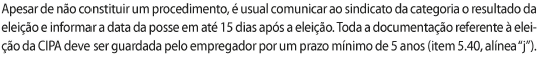 Apesar de não constituir um procedimento, é usual comunicar ao sindicato da categoria o resultado da
eleição e informar a data da posse em até 15 dias após a eleição. Toda a documentação referente à elei-
ção da CIPA deve ser guardada pelo empregador por um prazo mínimo de 5 anos (item 5.40, alínea “j”).